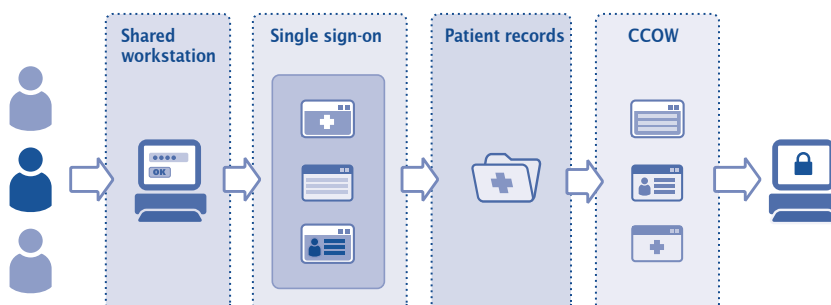 Shared
workstation
Single sign-on
Patient records
CCOW
OK